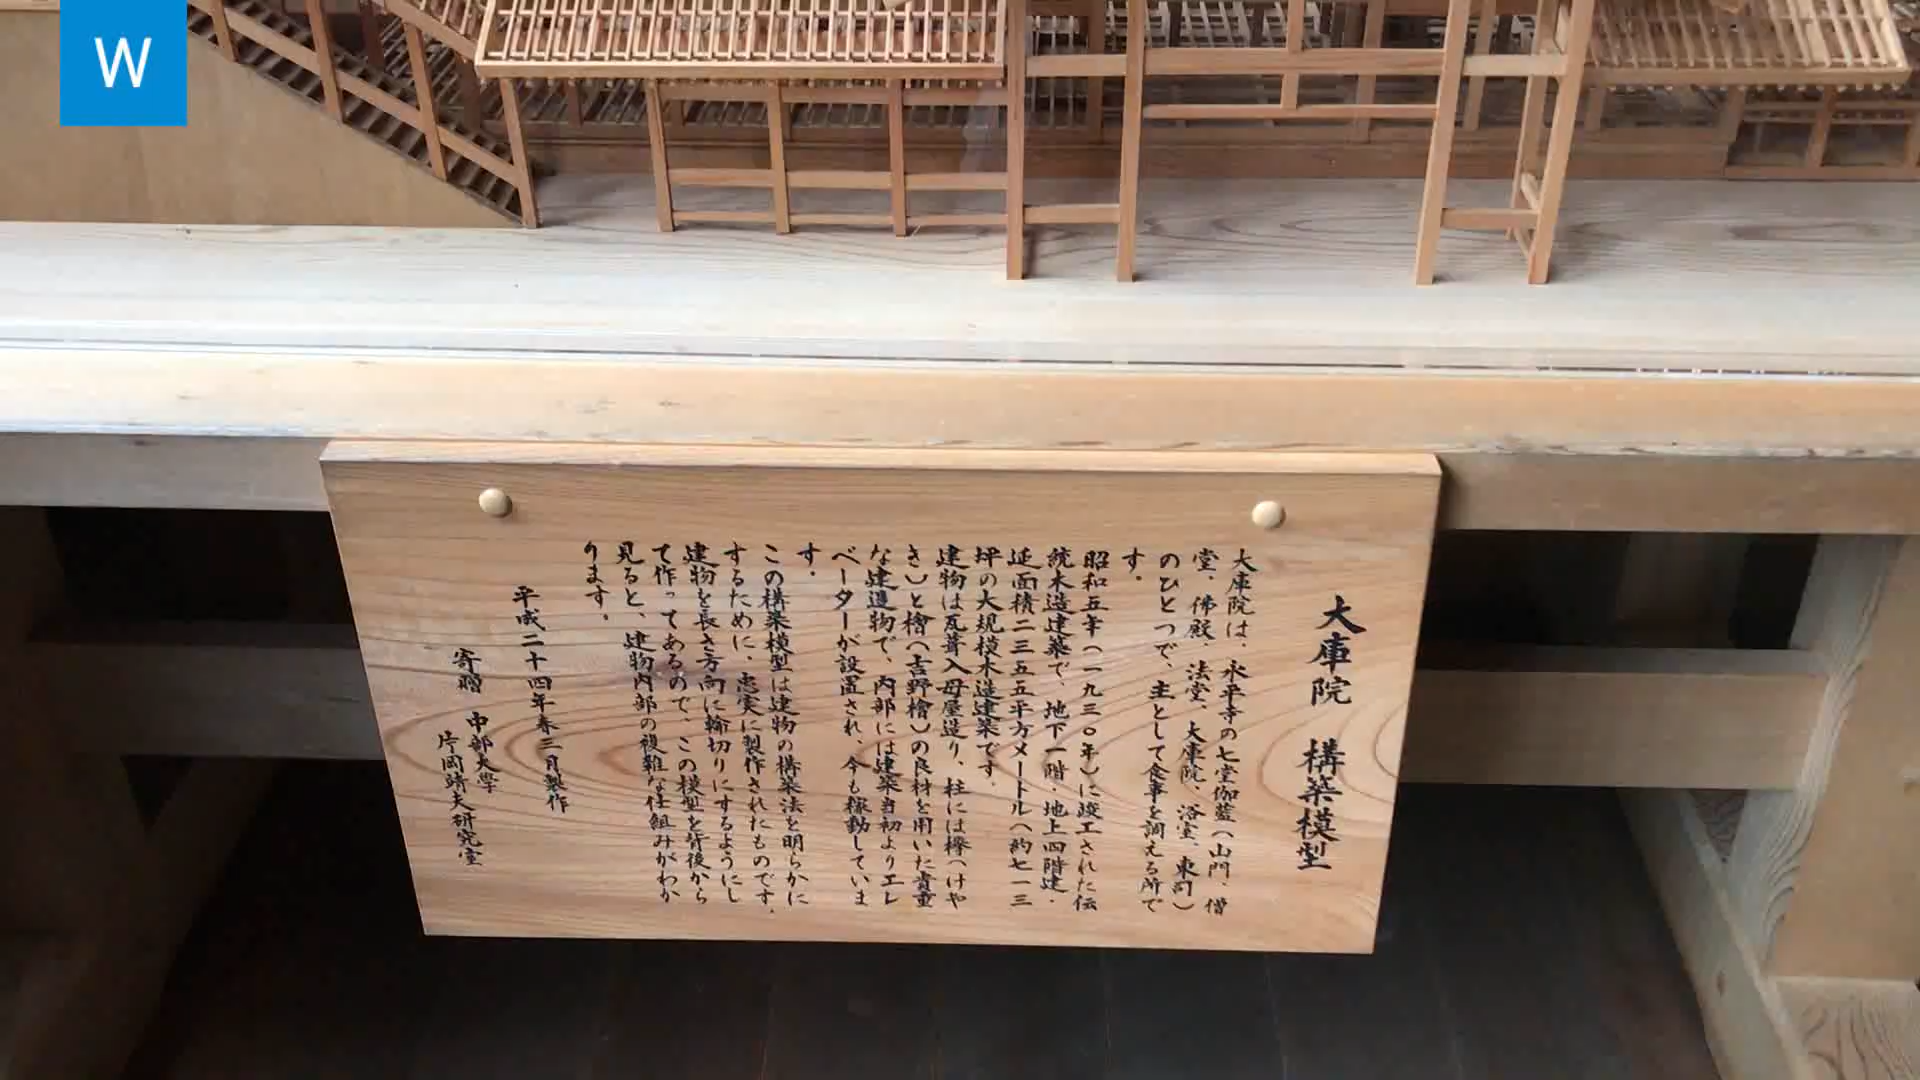 W
大庫院 構築模型
大庫院は、永平寺の七堂伽藍(山門、僧
堂、佛殿、法堂、大庫院、浴室、東司)
のひとつで、主として食事を調える所で
す。
昭和五年(一九三〇年)に竣工された伝
統木造建築で、地下一階・地上四階建・
延面積二三五五平方メートル(約七一三
坪の大規模木造建築です。
建物は瓦葺入母屋造り、柱には欅(けや
き)と檜(吉野檜)の良材を用いた貴重
な建造物で、内部には建築当初よりエレ
ベーターが設置され、今も稼動していま
す。
この構築模型は建物の構築法を明らかに
するために、忠実に製作されたものです。
建物を長さ方向に輪切りにするようにし
て作ってあるので、この模型を背後から
見ると、建物内部の複雑な仕組みがわか
ります。
平成二十四年春三月製作
寄贈 中部大學
片岡靖夫研究室